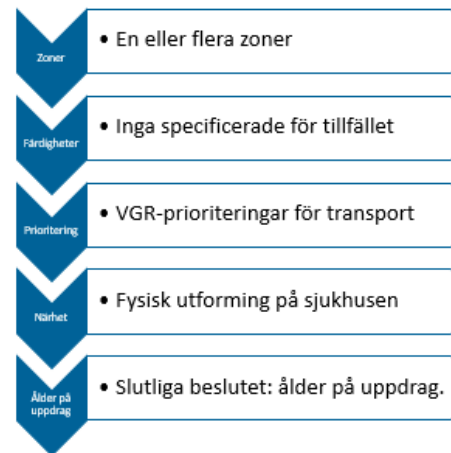 Zoner
• En eller flera zoner
Färdigheter
• Inga specificerade för tillfället
Prioritering
• VGR-prioriteringar för transport
Närhet
• Fysisk utforming på sjukhusen
Ålder på
uppdrag
• Slutliga beslutet: ålder på uppdrag.